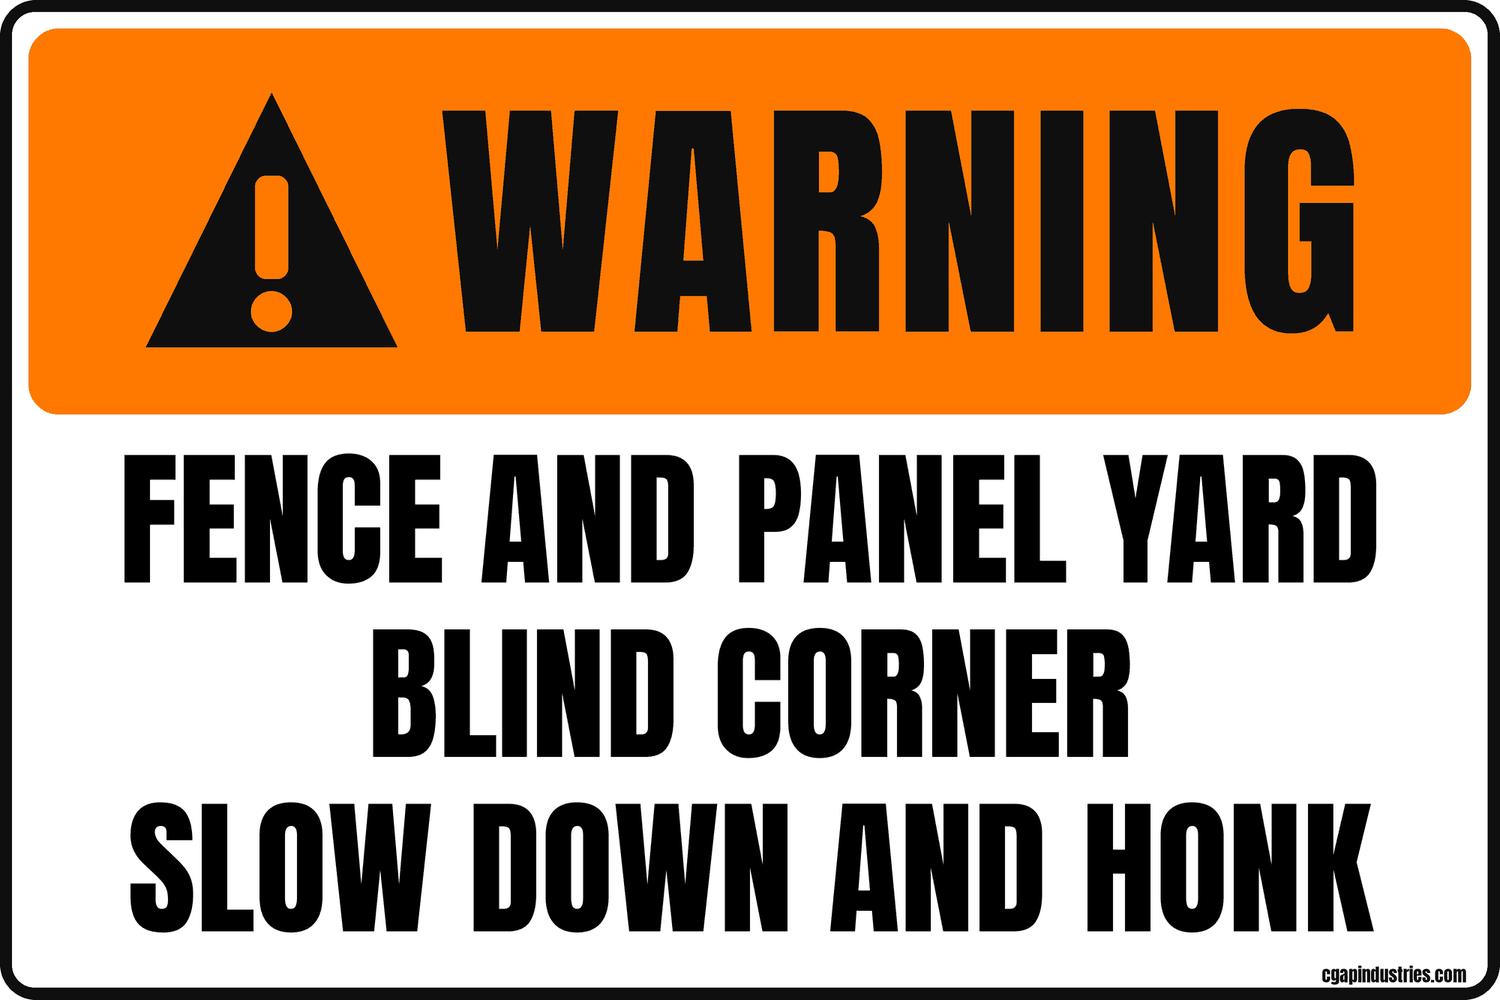 WARNING
FENCE AND PANEL YARD
BLIND CORNER
SLOW DOWN AND HONK
cgapindustries.com